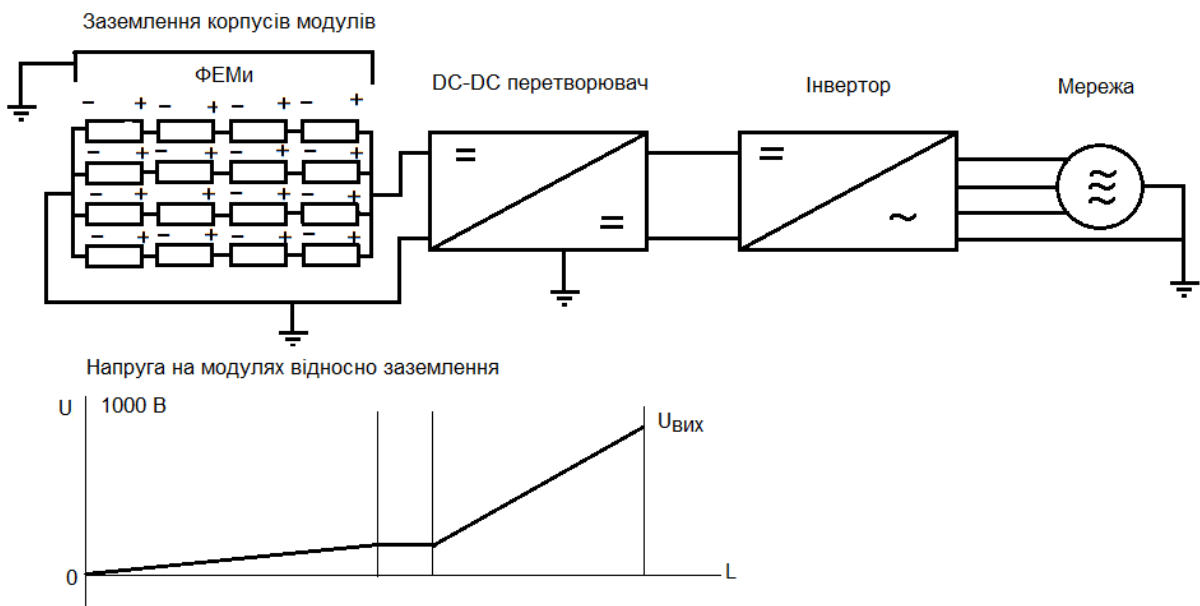 Заземлення корпусів модулів
ФЕМи
DC-DC перетворювач
Інвертор
Мережа
− + − + − + − +
− + − + − + − +
− + − + − + − +
− + − + − + − +
=
=
=
~
Напруга на модулях відносно заземлення
U
1000 В
Uвих
0
L